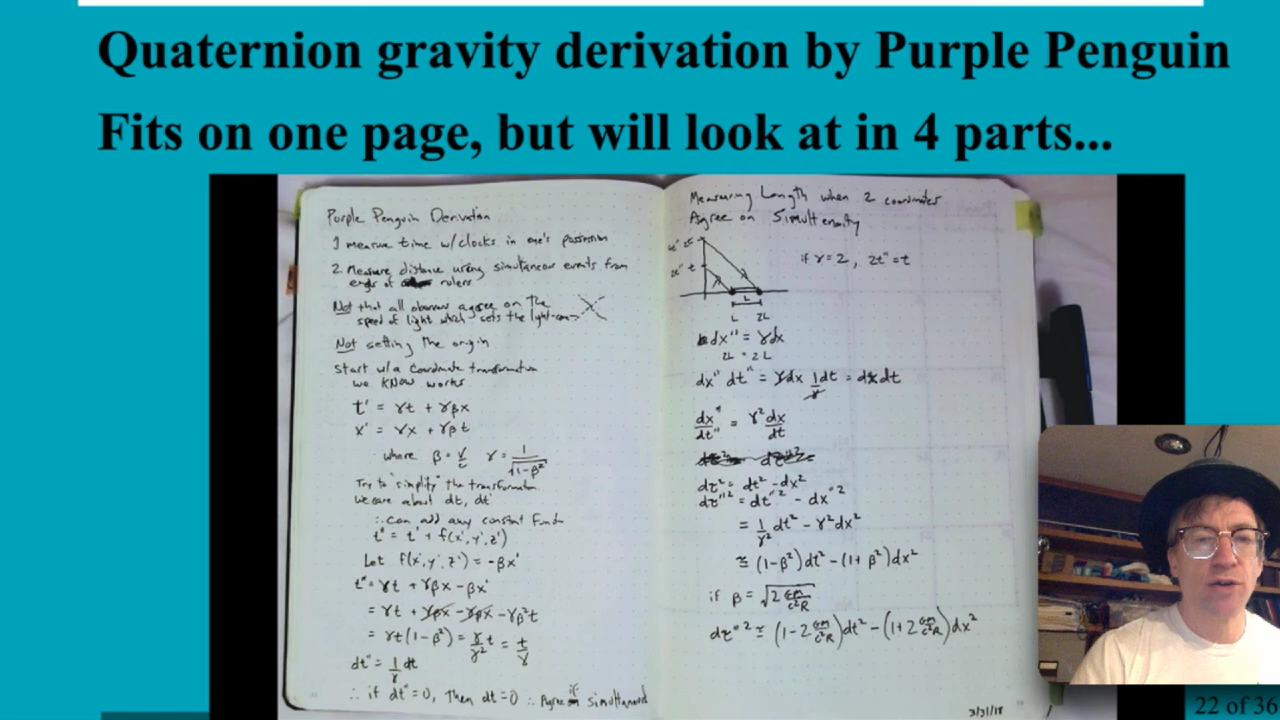 Quaternion gravity derivation by Purple Penguin
Fits on one page, but will look at in 4 parts...
Purple Penguin Derivation
1 measure time w/clocks in one's possession
2. Measure distance using simultaneous events from
ends of rulers
Not that all observers agree on the
speed of light which sets the light-cone
Not setting the origin
Start w/a coordinate transformation
we KNOW works
t' = γt + γβx
x' = γx + γβt
where β = v/c γ = 1/√(1-β²)
Try to "simplify" the transformation.
We care about dt, dt'
∴ Can add any constant
t" = t' + f(x', y', z')
Let f(x', y', z') = -βx'
t" = γt + γβx - βx'
= γt + γβx - γβx - γβ²t
= γt(1-β²) = γ/γ² t = t/γ
dt" = 1/γ dt
∴ if dt" = 0, Then dt = 0 ∴ Agree if simultaneous
Measuring Length when 2 coordinates
Agree on Simultenaity
if γ = 2, 2t" = t
L
L 2L
dx" = γdx
2L = 2L
dx" dt" = γdx 1/γ dt = dxdt
dx"/dt" = γ² dx/dt
dτ² = dt² - dx²
dτ"² = dt"² - dx"²
= 1/γ² dt² - γ²dx²
≅ (1-β²)dt² - (1+β²)dx²
if β = √(2 GM/c²R)
dτ"² ≅ (1-2 GM/c²R)dt² - (1+2 GM/c²R)dx²
3/31/18
22 of 36